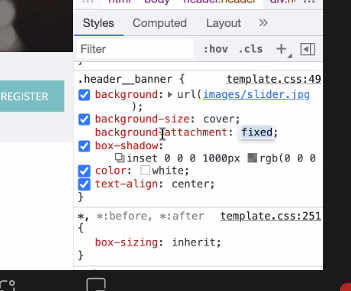 html body header div.h
Styles Computed Layout »
Filter :hov .cls +
REGISTER
.header__banner { template.css:49
background: url(images/slider.jpg
);
background-size: cover;
background-attachment: fixed;
box-shadow:
inset 0 0 0 1000px rgb(0 0 0
color: white;
text-align: center;
}
*, *:before, *:after template.css:251
{
box-sizing: inherit;
}